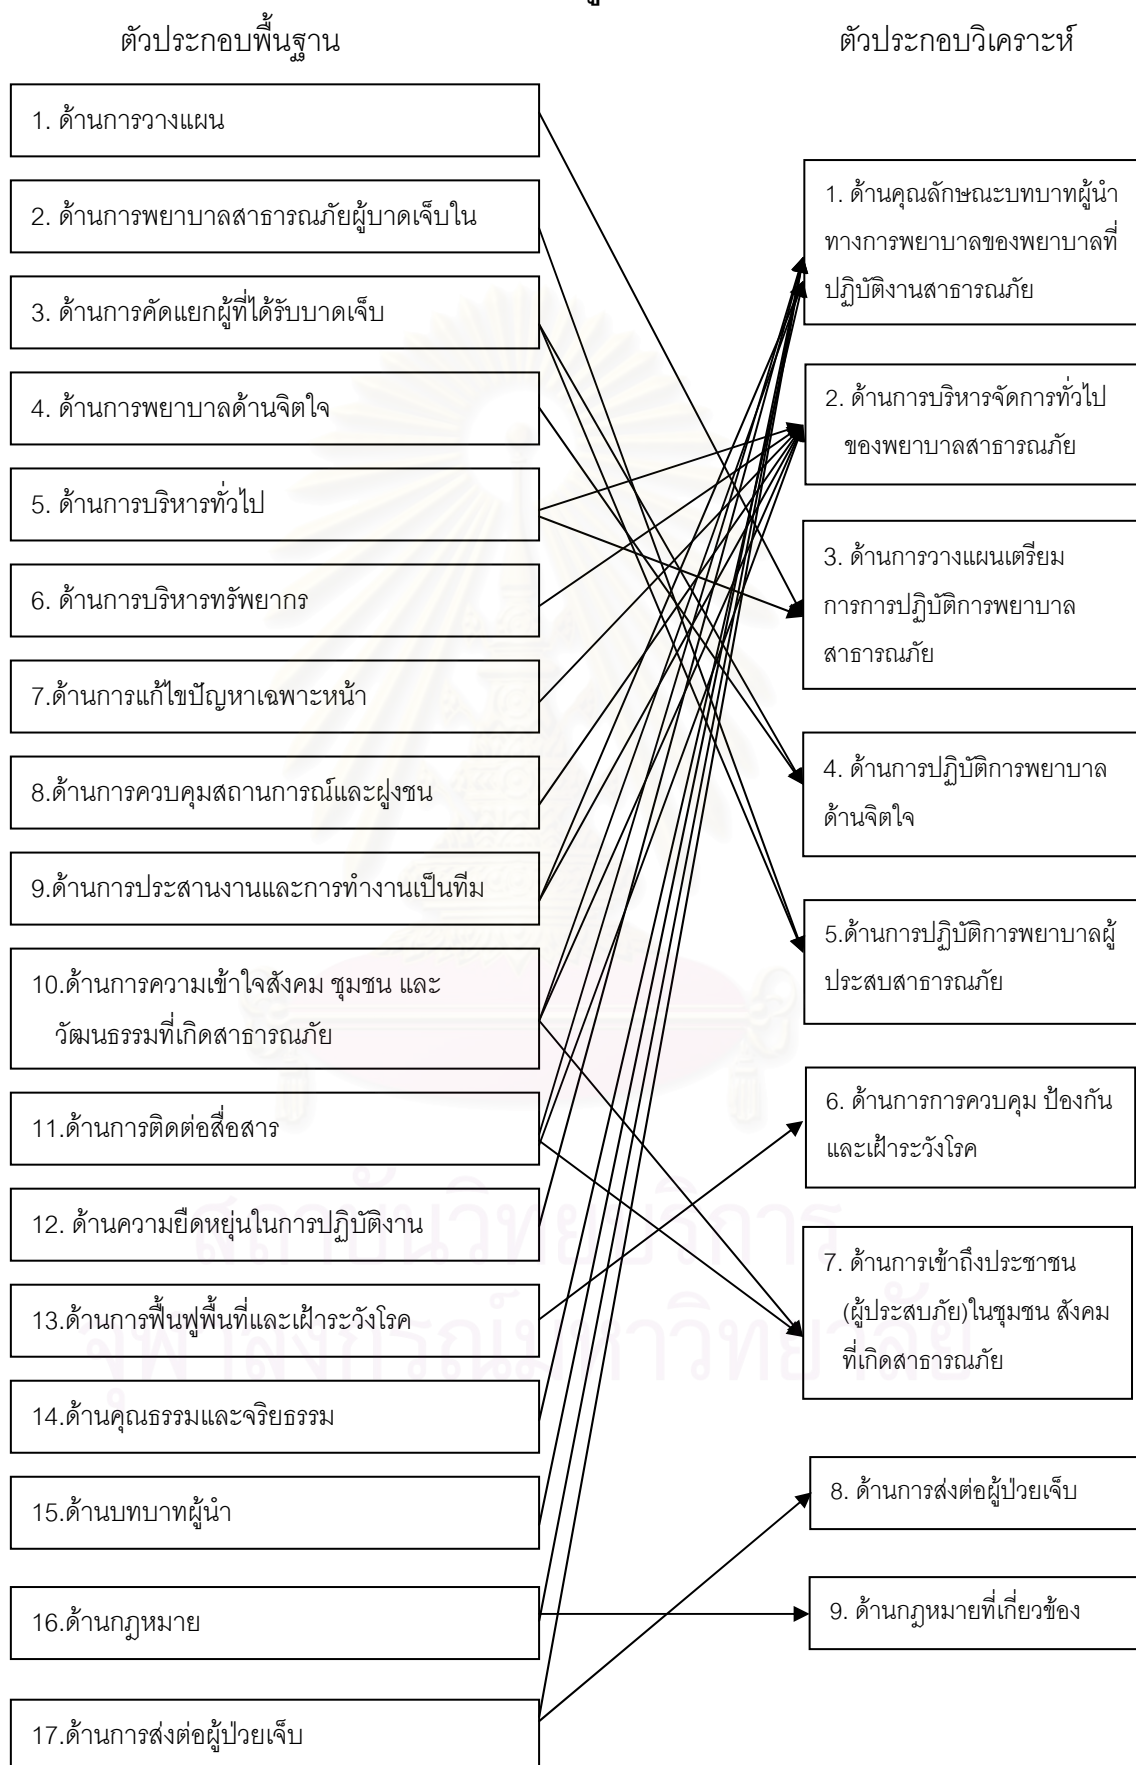 ตัวประกอบพื้นฐาน
ตัวประกอบวิเคราะห์
1. ด้านการวางแผน
2. ด้านการพยาบาลสาธารณภัยผู้บาดเจ็บใน
3. ด้านการคัดแยกผู้ที่ได้รับบาดเจ็บ
4. ด้านการพยาบาลด้านจิตใจ
5. ด้านการบริหารทั่วไป
6. ด้านการบริหารทรัพยากร
7.ด้านการแก้ไขปัญหาเฉพาะหน้า
8.ด้านการควบคุมสถานการณ์และฝูงชน
9.ด้านการประสานงานและการทำงานเป็นทีม
10.ด้านการความเข้าใจสังคม ชุมชน และ
วัฒนธรรมที่เกิดสาธารณภัย
11.ด้านการติดต่อสื่อสาร
12. ด้านความยืดหยุ่นในการปฏิบัติงาน
13.ด้านการฟื้นฟูพื้นที่และเฝ้าระวังโรค
14.ด้านคุณธรรมและจริยธรรม
15.ด้านบทบาทผู้นำ
16.ด้านกฎหมาย
17.ด้านการส่งต่อผู้ป่วยเจ็บ
1. ด้านคุณลักษณะบทบาทผู้นำ
ทางการพยาบาลของพยาบาลที่
ปฏิบัติงานสาธารณภัย
2. ด้านการบริหารจัดการทั่วไป
ของพยาบาลสาธารณภัย
3. ด้านการวางแผนเตรียม
การการปฏิบัติการพยาบาล
สาธารณภัย
4. ด้านการปฏิบัติการพยาบาล
ด้านจิตใจ
5.ด้านการปฏิบัติการพยาบาลผู้
ประสบสาธารณภัย
6. ด้านการการควบคุม ป้องกัน
และเฝ้าระวังโรค
7. ด้านการเข้าถึงประชาชน
(ผู้ประสบภัย)ในชุมชน สังคม
ที่เกิดสาธารณภัย
8. ด้านการส่งต่อผู้ป่วยเจ็บ
9. ด้านกฎหมายที่เกี่ยวข้อง
สถาบันวิทยบริการ
จุฬาลงกรณ์มหาวิทยาลัย